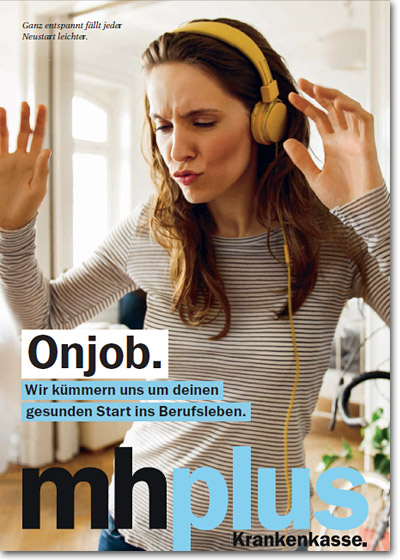 Ganz entspannt fällt jeder
Neustart leichter.
Onjob.
Wir kümmern uns um deinen
gesunden Start ins Berufsleben.
mhplus
Krankenkasse.